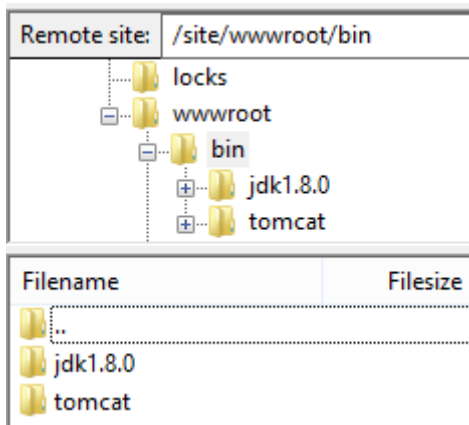 Remote site: /site/wwwroot/bin
locks
wwwroot
bin
jdk1.8.0
tomcat
Filename Filesize
..
jdk1.8.0
tomcat